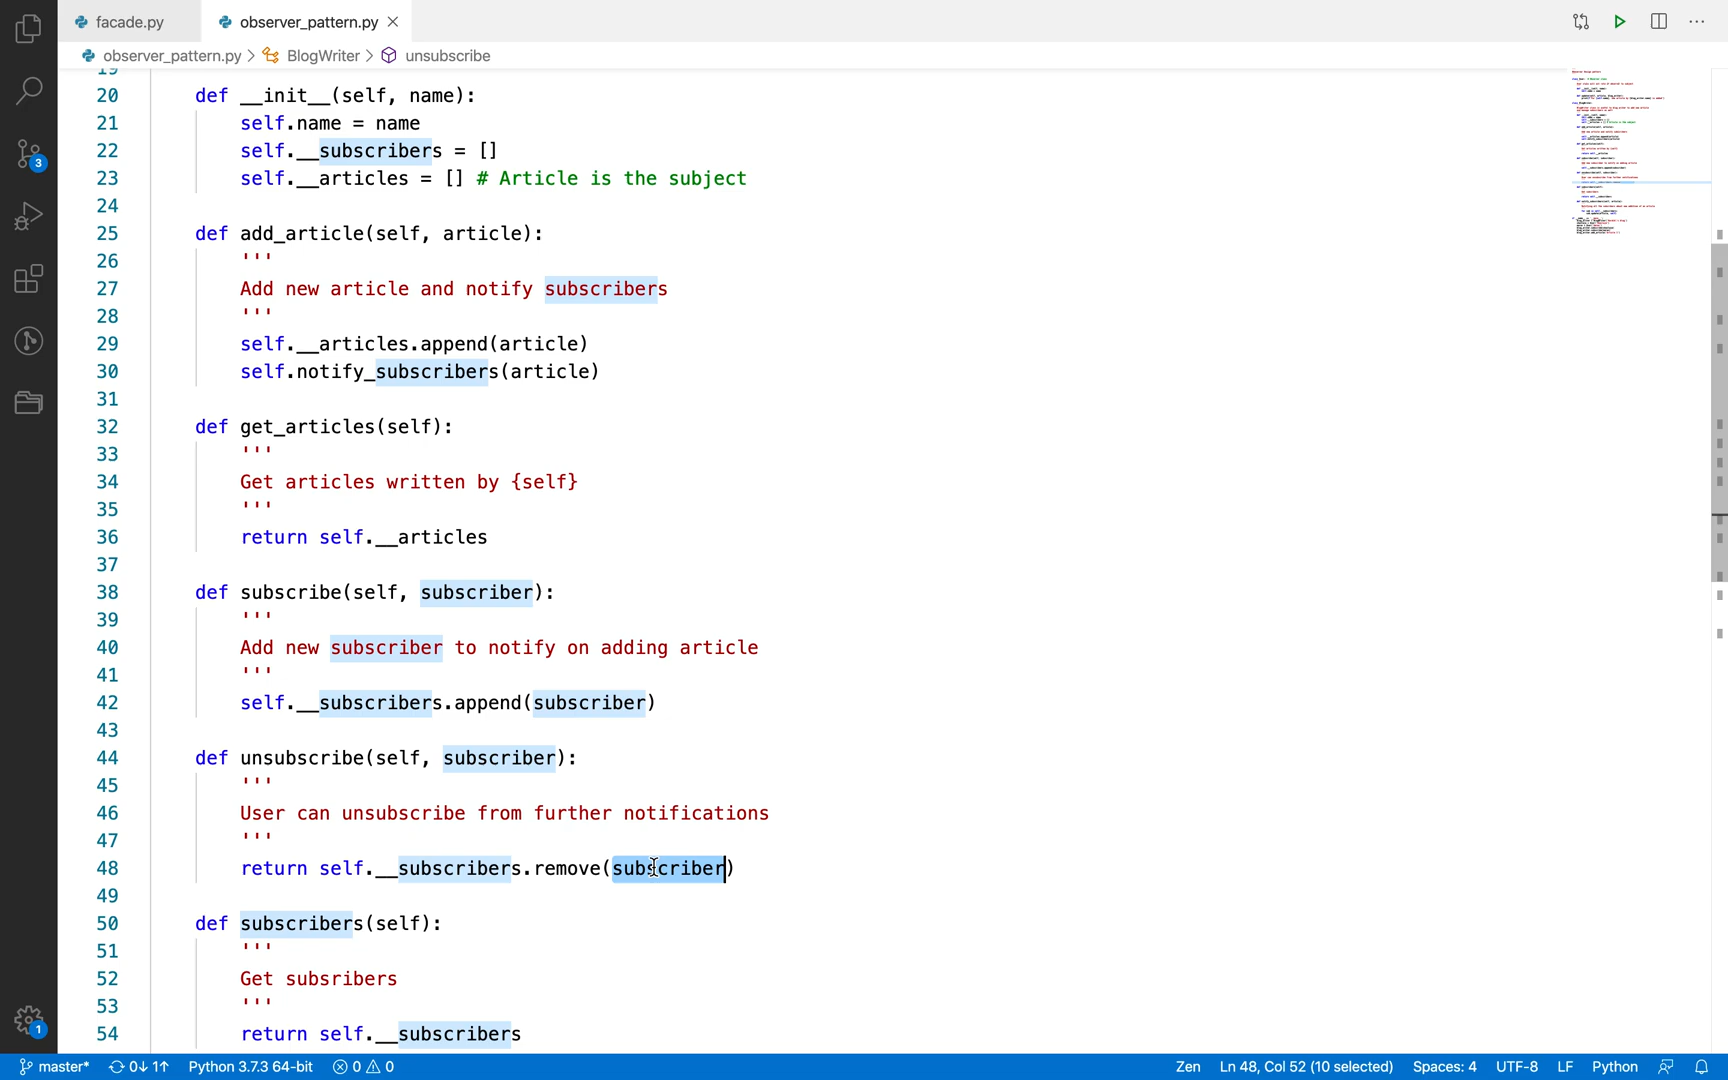 facade.py
observer_pattern.py
observer_pattern.py > BlogWriter > unsubscribe
19
20 def __init__(self, name):
21 self.name = name
22 self.__subscribers = []
23 self.__articles = [] # Article is the subject
24
25 def add_article(self, article):
26 '''
27 Add new article and notify subscribers
28 '''
29 self.__articles.append(article)
30 self.notify_subscribers(article)
31
32 def get_articles(self):
33 '''
34 Get articles written by {self}
35 '''
36 return self.__articles
37
38 def subscribe(self, subscriber):
39 '''
40 Add new subscriber to notify on adding article
41 '''
42 self.__subscribers.append(subscriber)
43
44 def unsubscribe(self, subscriber):
45 '''
46 User can unsubscribe from further notifications
47 '''
48 return self.__subscribers.remove(subscriber)
49
50 def subscribers(self):
51 '''
52 Get subsribers
53 '''
54 return self.__subscribers
3
1
master* 0↓ 1↑ Python 3.7.3 64-bit 0 0 Zen Ln 48, Col 52 (10 selected) Spaces: 4 UTF-8 LF Python